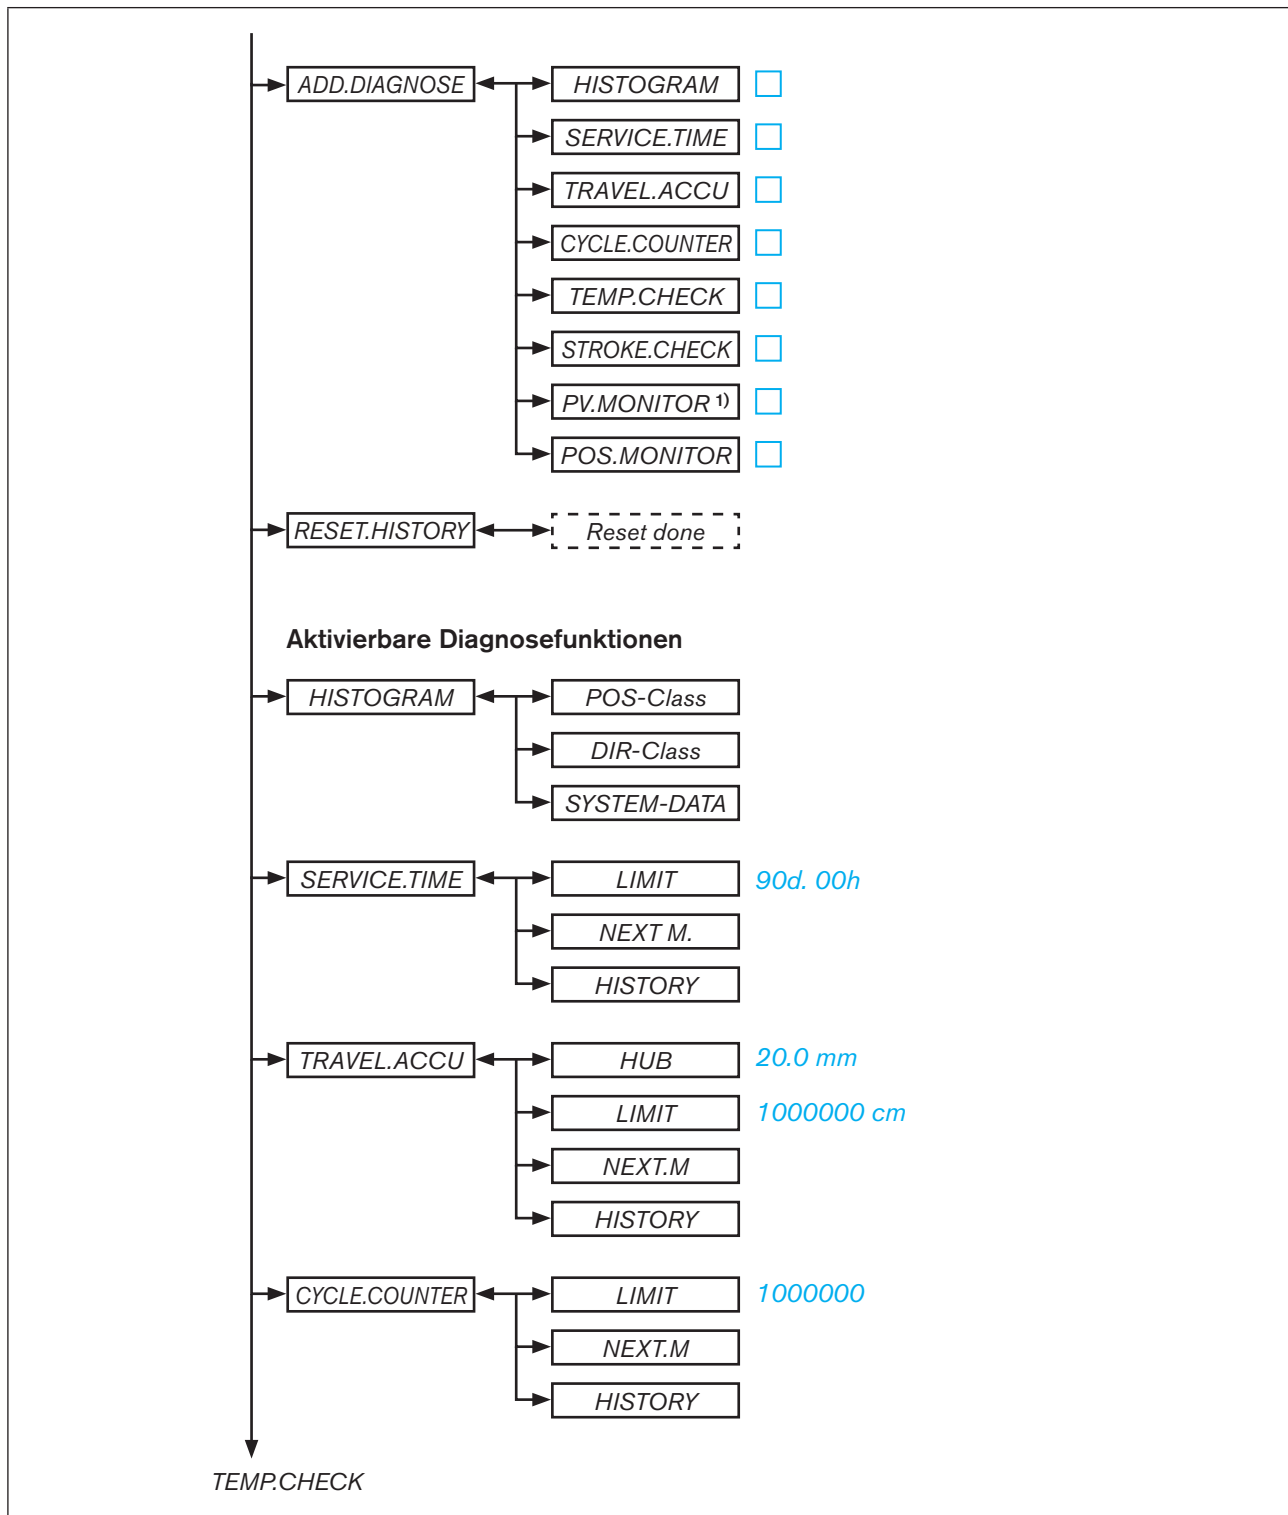 ADD.DIAGNOSE
HISTOGRAM
SERVICE.TIME
TRAVEL.ACCU
CYCLE.COUNTER
TEMP.CHECK
STROKE.CHECK
PV.MONITOR 1)
POS.MONITOR
RESET.HISTORY
Reset done
Aktivierbare Diagnosefunktionen
HISTOGRAM
POS-Class
DIR-Class
SYSTEM-DATA
SERVICE.TIME
LIMIT 90d. 00h
NEXT M.
HISTORY
TRAVEL.ACCU
HUB 20.0 mm
LIMIT 1000000 cm
NEXT.M
HISTORY
CYCLE.COUNTER
LIMIT 1000000
NEXT.M
HISTORY
TEMP.CHECK